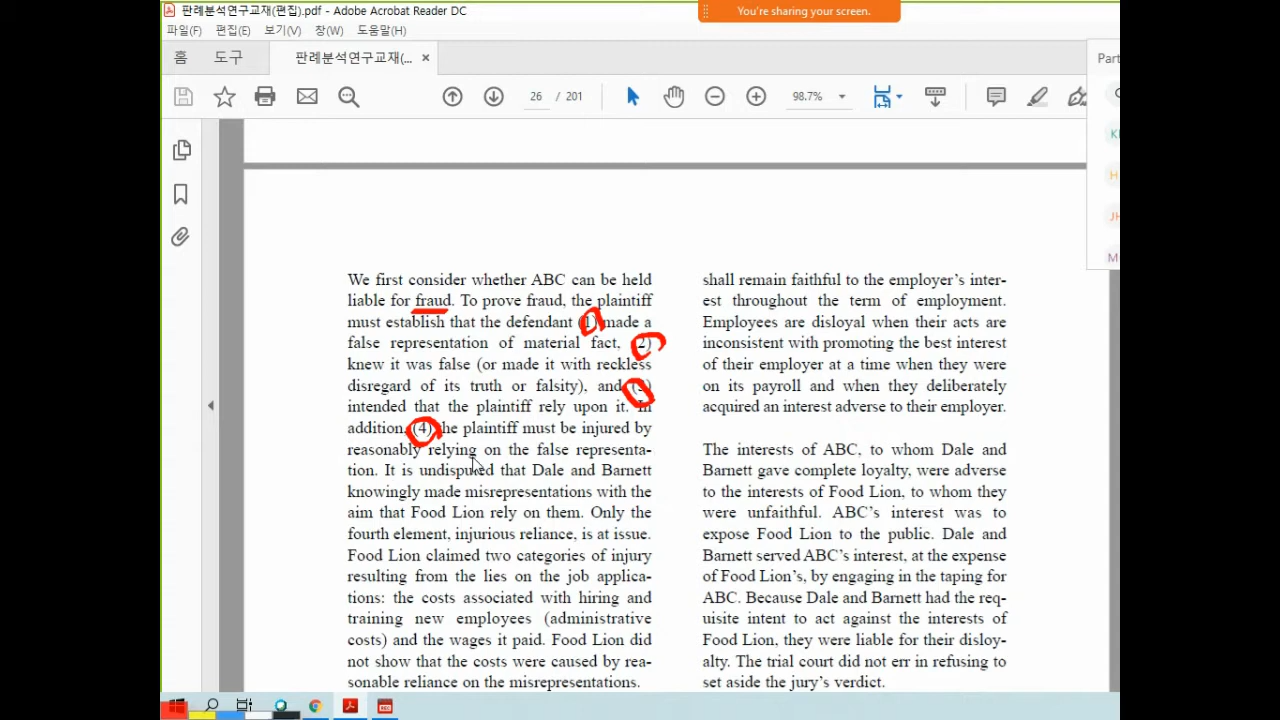 판례분석연구교재(편집).pdf - Adobe Acrobat Reader DC
You're sharing your screen.
파일(F) 편집(E) 보기(V) 창(W) 도움말(H)
홈 도구 판례분석연구교재(... ×
Part
26 / 201 98.7%
KI
H
JH
M
We first consider whether ABC can be held
liable for fraud. To prove fraud, the plaintiff
must establish that the defendant (1) made a
false representation of material fact, (2)
knew it was false (or made it with reckless
disregard of its truth or falsity), and (3)
intended that the plaintiff rely upon it. In
addition, (4) the plaintiff must be injured by
reasonably relying on the false representa-
tion. It is undisputed that Dale and Barnett
knowingly made misrepresentations with the
aim that Food Lion rely on them. Only the
fourth element, injurious reliance, is at issue.
Food Lion claimed two categories of injury
resulting from the lies on the job applica-
tions: the costs associated with hiring and
training new employees (administrative
costs) and the wages it paid. Food Lion did
not show that the costs were caused by rea-
sonable reliance on the misrepresentations.
shall remain faithful to the employer's inter-
est throughout the term of employment.
Employees are disloyal when their acts are
inconsistent with promoting the best interest
of their employer at a time when they were
on its payroll and when they deliberately
acquired an interest adverse to their employer.
The interests of ABC, to whom Dale and
Barnett gave complete loyalty, were adverse
to the interests of Food Lion, to whom they
were unfaithful. ABC's interest was to
expose Food Lion to the public. Dale and
Barnett served ABC's interest, at the expense
of Food Lion's, by engaging in the taping for
ABC. Because Dale and Barnett had the req-
uisite intent to act against the interests of
Food Lion, they were liable for their disloy-
alty. The trial court did not err in refusing to
set aside the jury's verdict.